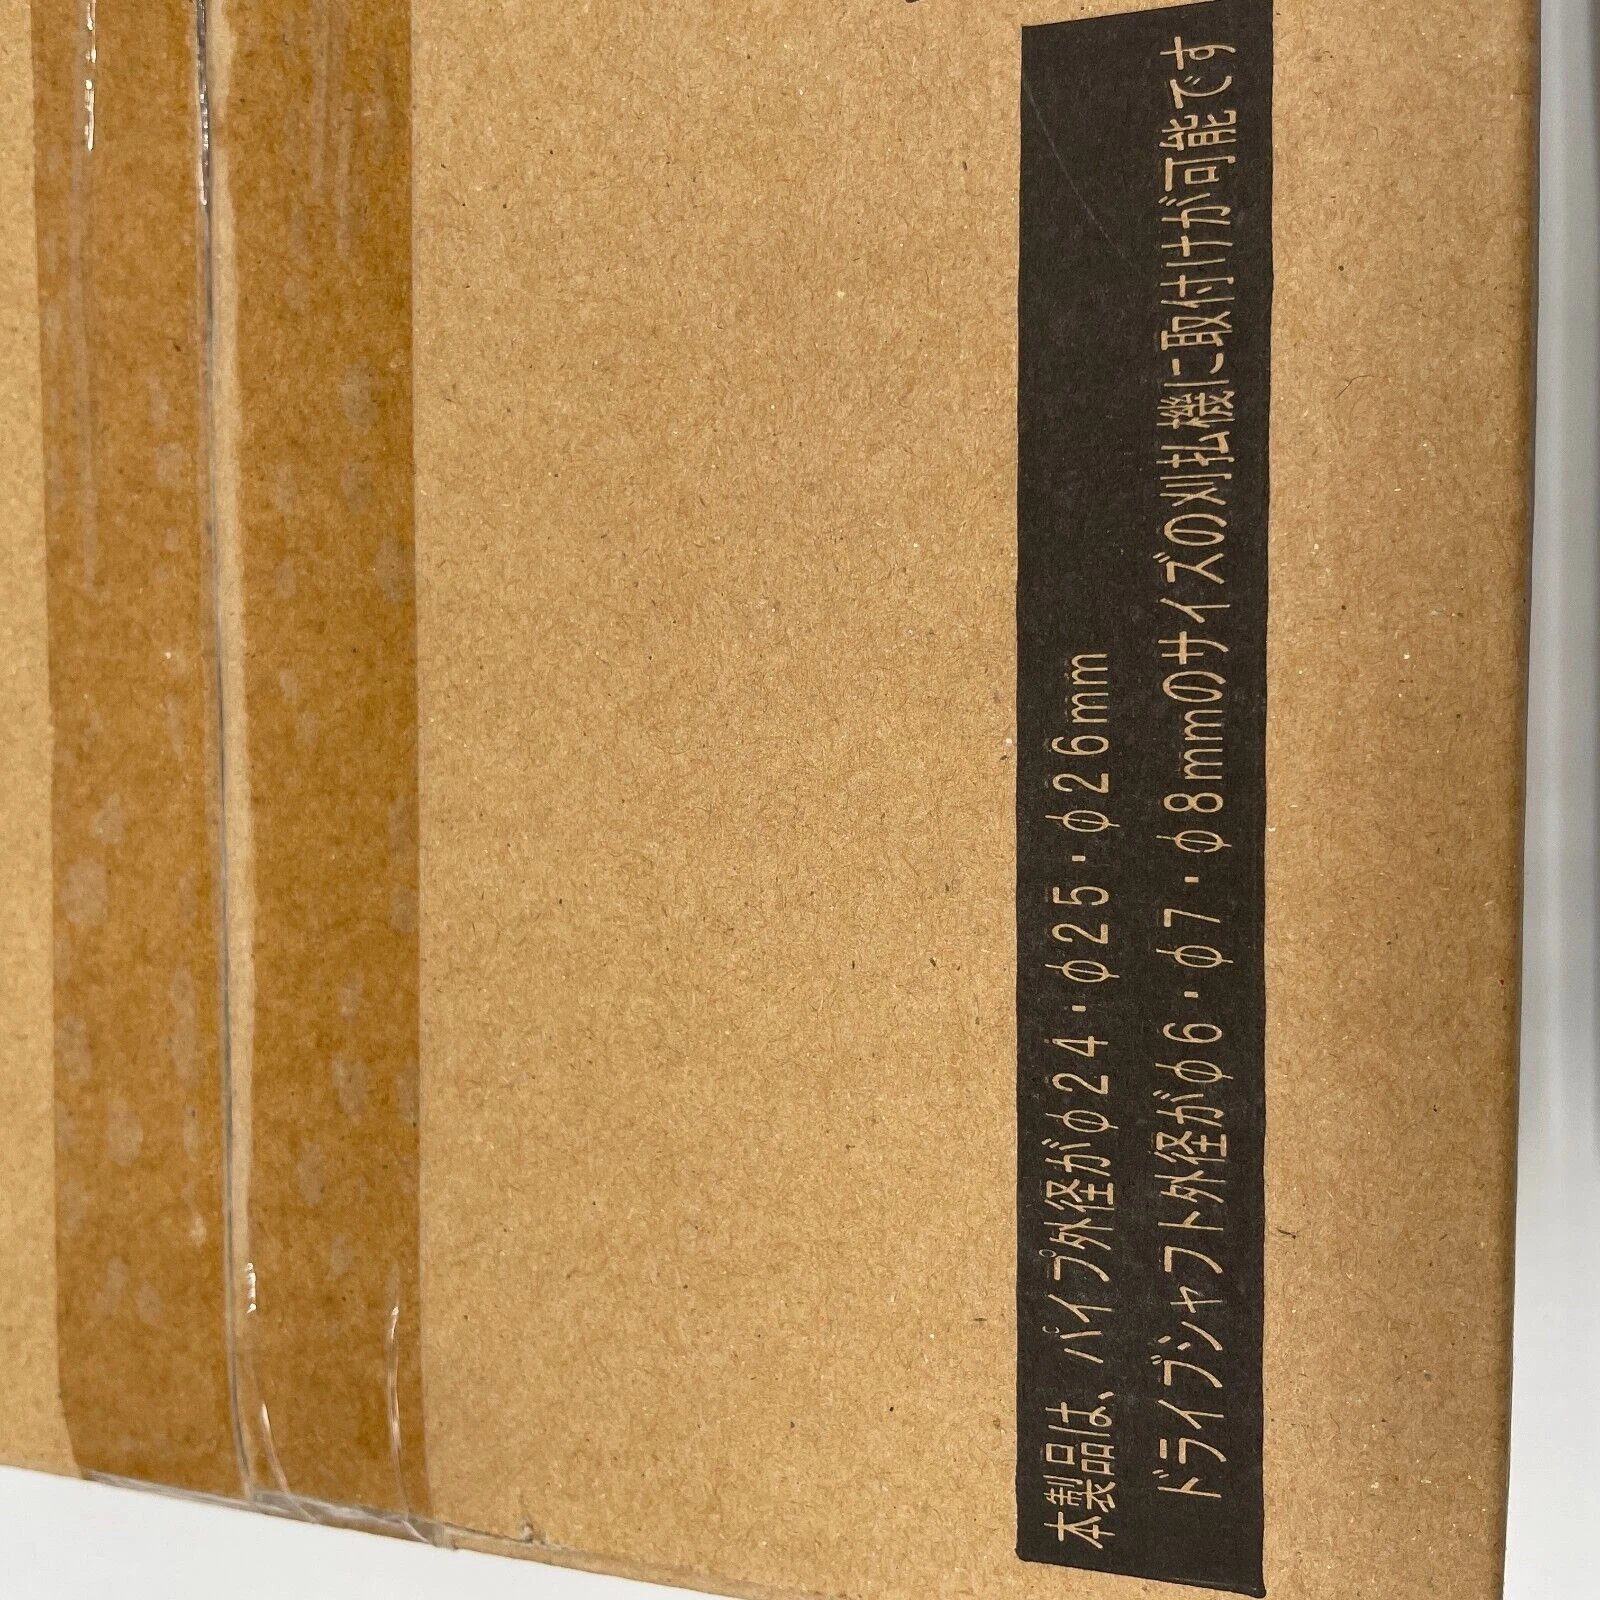 本製品は、パイプ外径がφ24・φ25・φ26mm
ドライブシャフト外径がφ6・φ7・φ8mmのサイズの刈払機に取付けが可能です